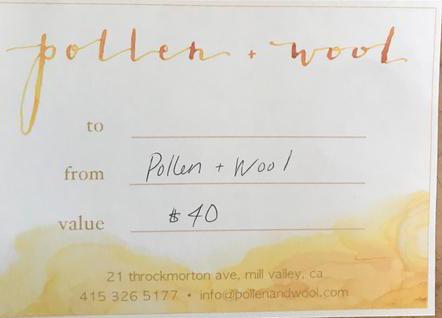 pollen + wool
to
from Pollen + Wool
value $40
21 throckmorton ave, mill valley, ca
415 326 5177 • info@pollenandwool.com